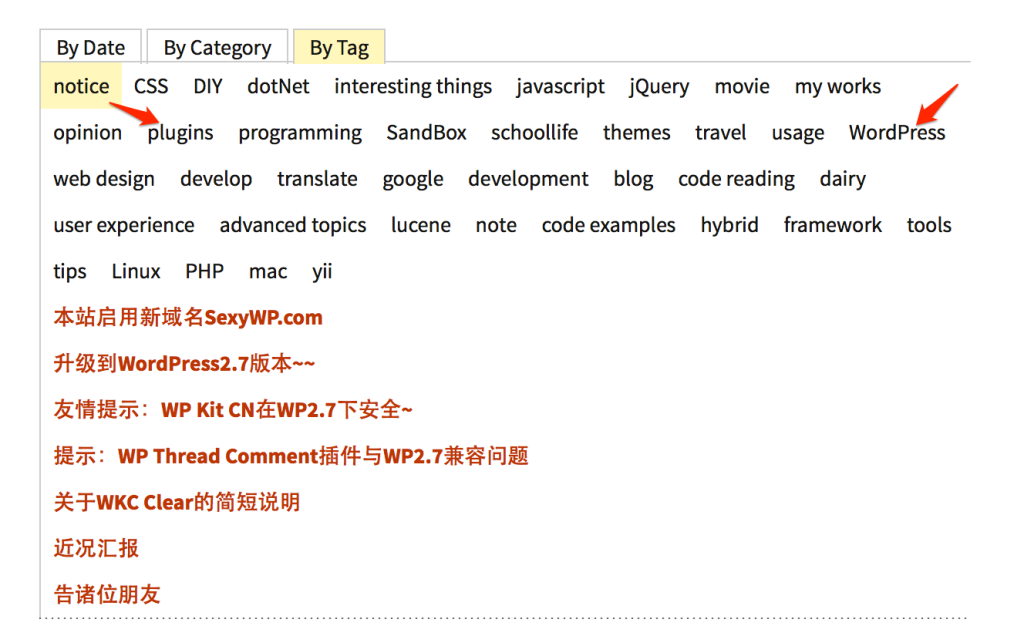 By Date By Category By Tag
notice CSS DIY dotNet interesting things javascript jQuery movie my works
opinion plugins programming SandBox schoollife themes travel usage WordPress
web design develop translate google development blog code reading dairy
user experience advanced topics lucene note code examples hybrid framework tools
tips Linux PHP mac yii
本站启用新域名SexyWP.com
升级到WordPress2.7版本~~
友情提示：WP Kit CN在WP2.7下安全~
提示：WP Thread Comment插件与WP2.7兼容问题
关于WKC Clear的简短说明
近况汇报
告诸位朋友